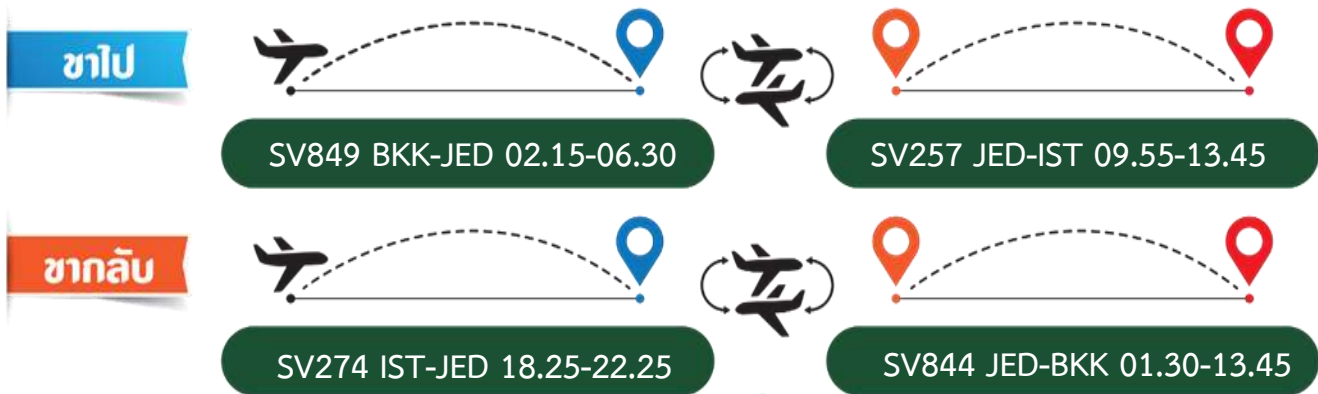 ขาไป
SV849 BKK-JED 02.15-06.30
SV257 JED-IST 09.55-13.45
ขากลับ
SV274 IST-JED 18.25-22.25
SV844 JED-BKK 01.30-13.45